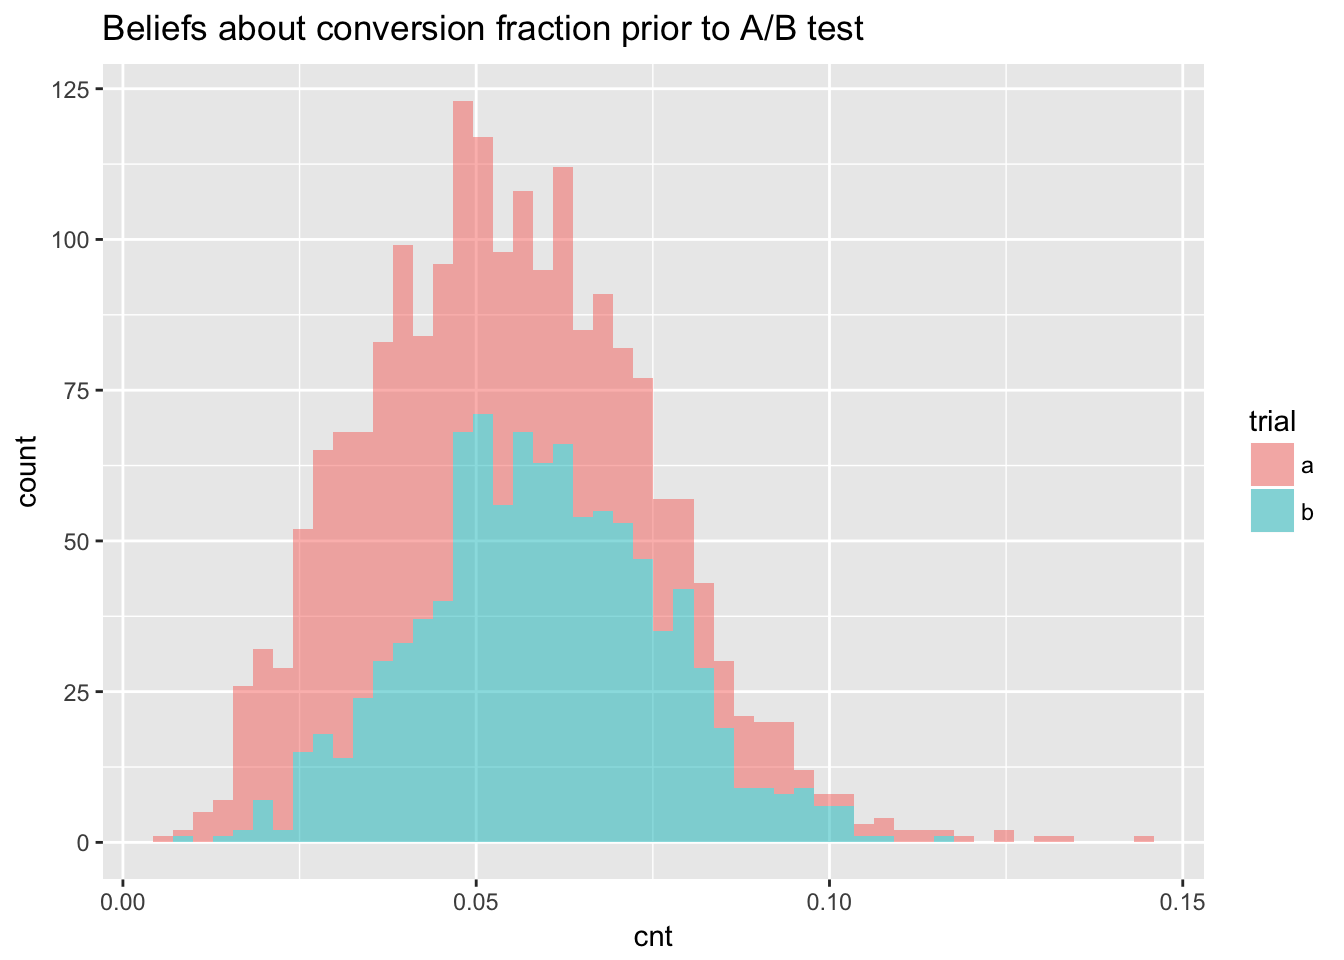 Beliefs about conversion fraction prior to A/B test
125
100
75
50
25
0
count
0.00 0.05 0.10 0.15
cnt
trial
a
b